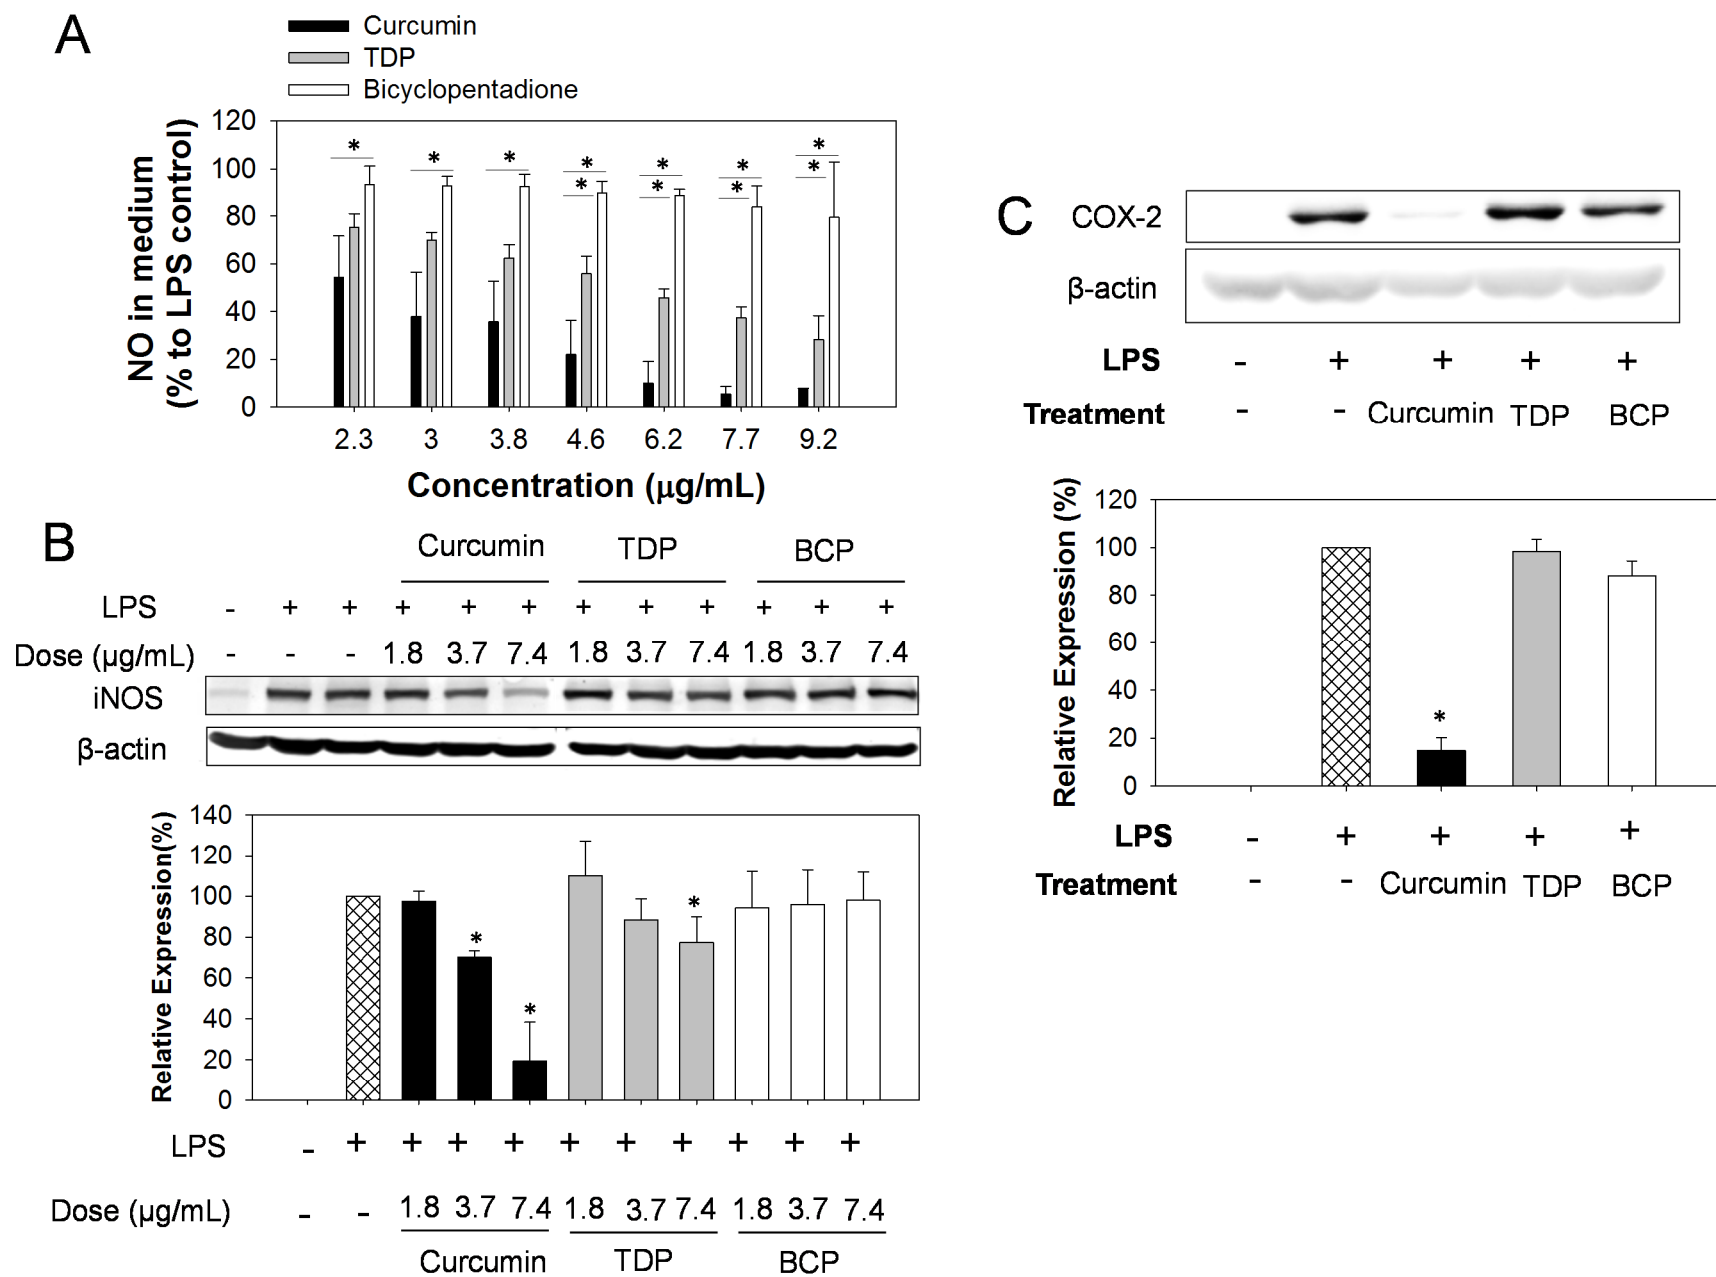 A
Curcumin
TDP
Bicyclopentadione
NO in medium
(% to LPS control)
120
100
80
60
40
20
0
* * * * * * * * * * *
2.3 3 3.8 4.6 6.2 7.7 9.2
Concentration (μg/mL)
B
Curcumin TDP BCP
LPS - + + + + + + + + + + +
Dose (μg/mL) - - - 1.8 3.7 7.4 1.8 3.7 7.4 1.8 3.7 7.4
iNOS
β-actin
Relative Expression(%)
140
120
100
80
60
40
20
0
* * *
LPS - + + + + + + + + + +
Dose (μg/mL) - - 1.8 3.7 7.4 1.8 3.7 7.4 1.8 3.7 7.4
Curcumin TDP BCP
C
COX-2
β-actin
LPS - + + + +
Treatment - - Curcumin TDP BCP
Relative Expression (%)
120
100
80
60
40
20
0
*
LPS - + + + +
Treatment - - Curcumin TDP BCP